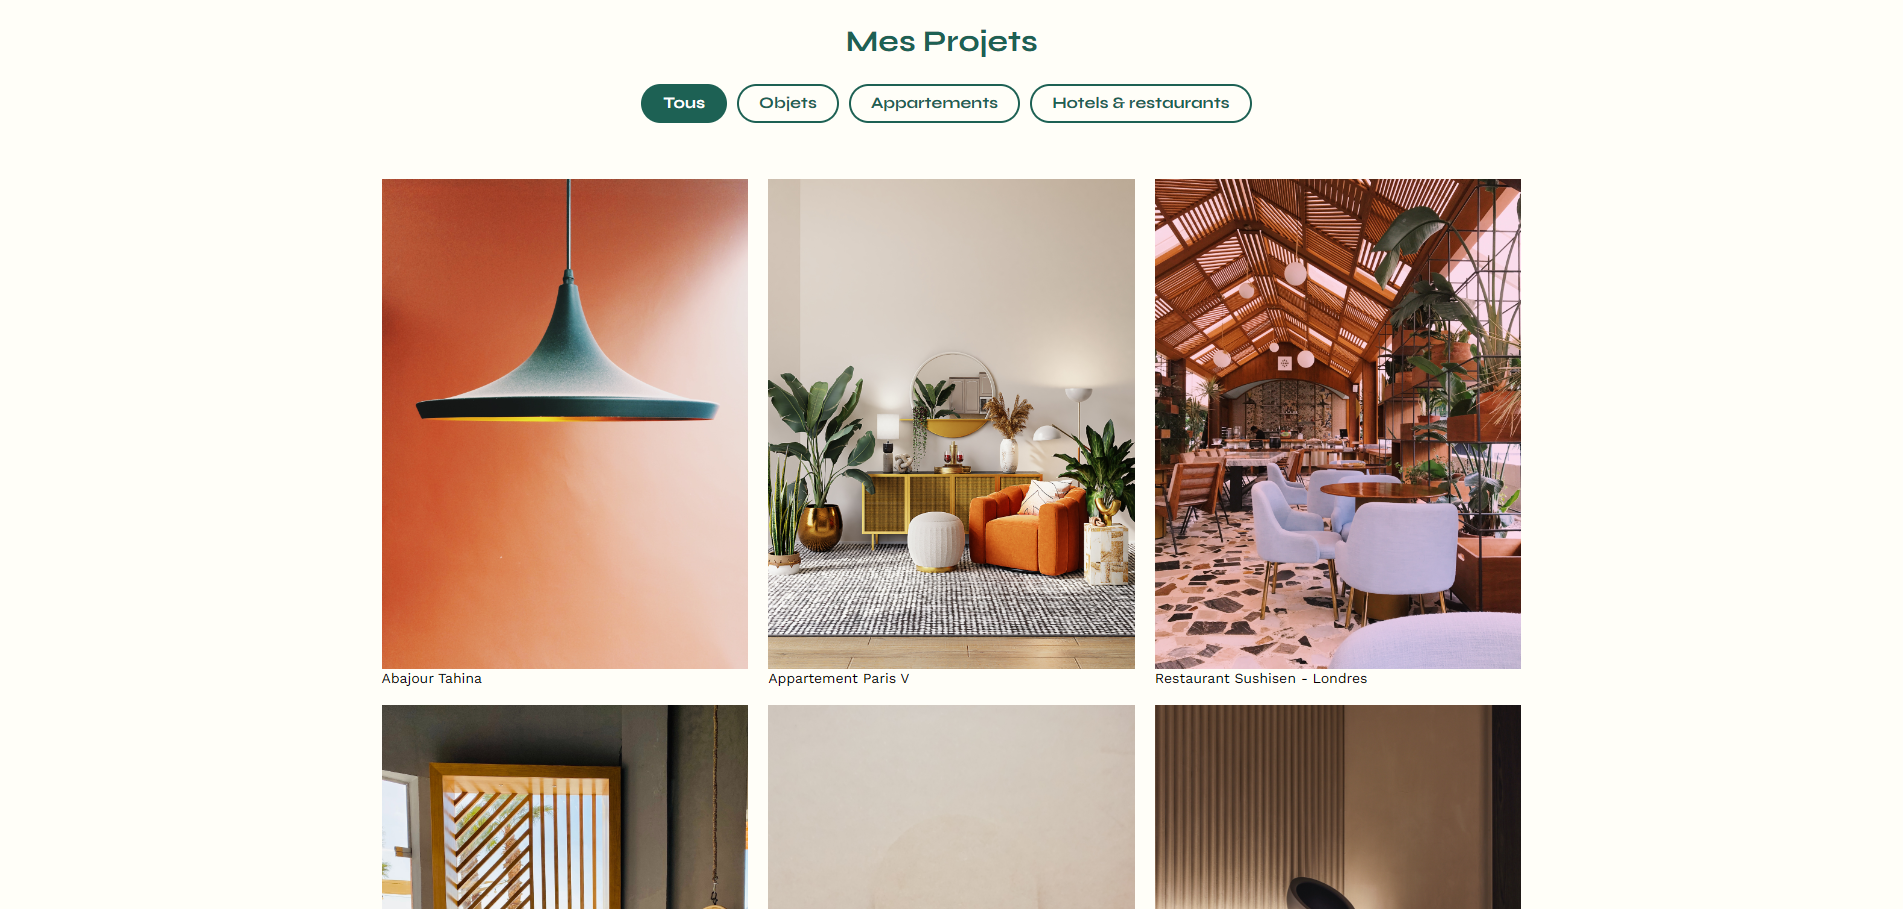 Mes Projets
Tous
Objets
Appartements
Hotels & restaurants
Abajour Tahina
Appartement Paris V
Restaurant Sushisen - Londres